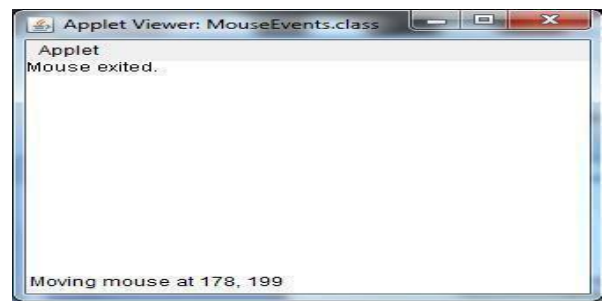 Applet Viewer: MouseEvents.class
Applet
Mouse exited.
Moving mouse at 178, 199